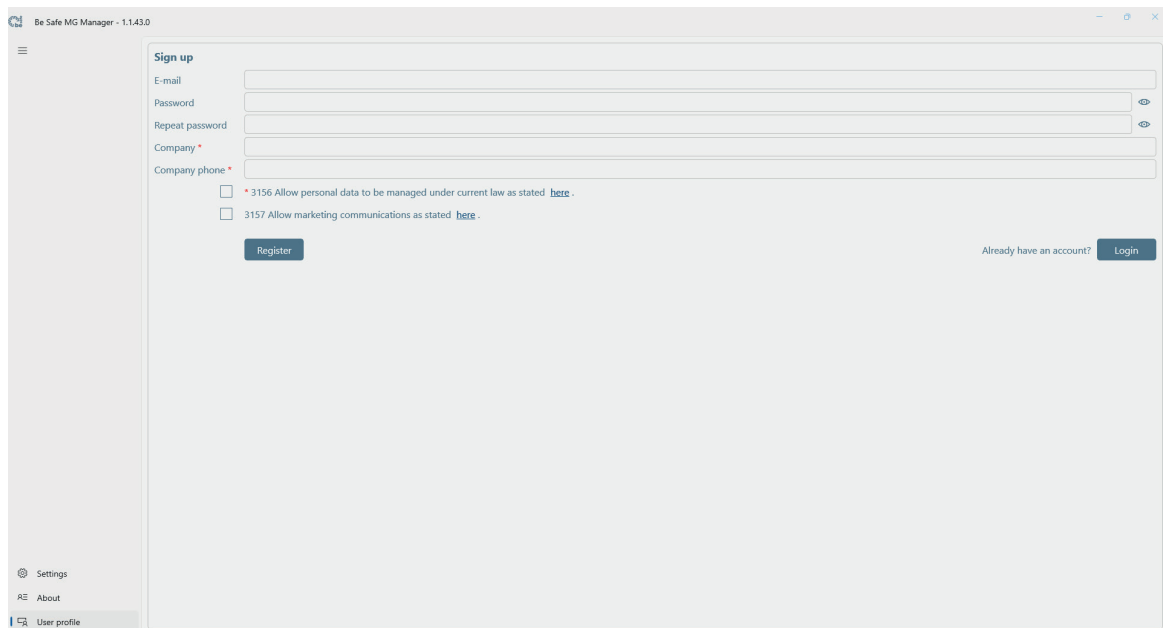 be Be Safe MG Manager - 1.1.43.0
Sign up
E-mail
Password
Repeat password
Company *
Company phone *
* 3156 Allow personal data to be managed under current law as stated here .
3157 Allow marketing communications as stated here .
Register Already have an account? Login
Settings
About
User profile